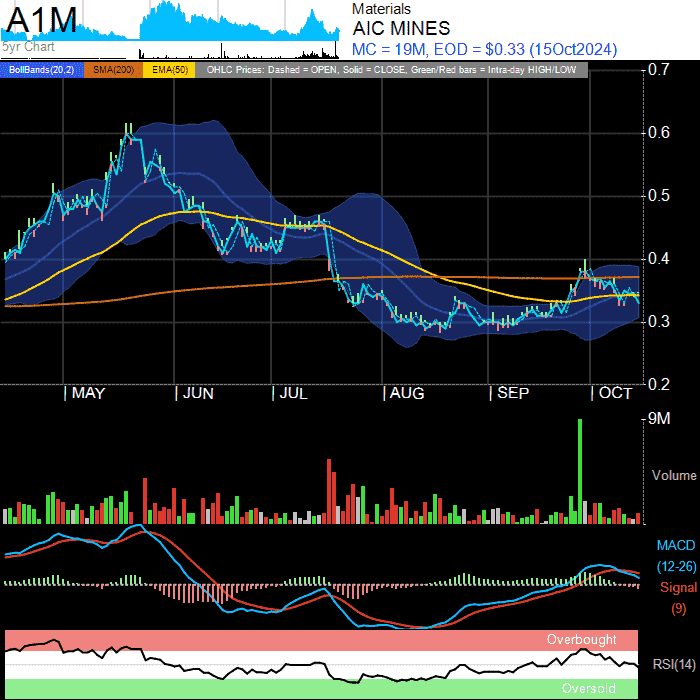 A1M
5yr Chart
Materials
AIC MINES
MC = 19M, EOD = $0.33 (15Oct2024)
BollBands(20,2) SMA(200) EMA(50) OHLC Prices: Dashed = OPEN, Solid = CLOSE, Green/Red bars = Intra-day HIGH/LOW
0.7
0.6
0.5
0.4
0.3
0.2
MAY JUN JUL AUG SEP OCT
9M
Volume
MACD
(12-26)
Signal
(9)
Overbought
RSI(14)
Oversold